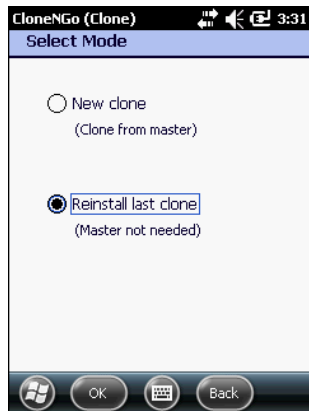 CloneNGo (Clone) 3:31
Select Mode
New clone
(Clone from master)
Reinstall last clone
(Master not needed)
OK Back